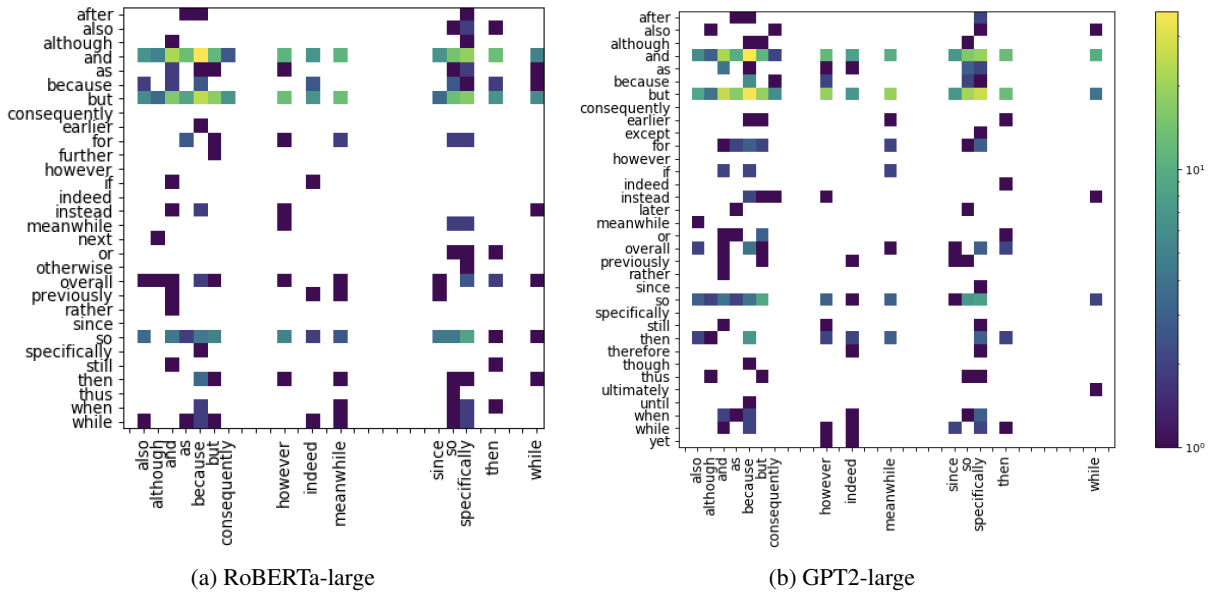 after
also
although
and
as
because
but
consequently
earlier
for
further
however
if
indeed
instead
meanwhile
next
or
otherwise
overall
previously
rather
since
so
specifically
still
then
thus
when
while
also
although
and
as
because
but
consequently
however
indeed
meanwhile
since
so
specifically
then
while
(a) RoBERTa-large
after
also
although
and
as
because
but
consequently
earlier
except
for
however
if
indeed
instead
later
meanwhile
or
overall
previously
rather
since
so
specifically
still
then
therefore
though
thus
ultimately
until
when
while
yet
also
although
and
as
because
but
consequently
however
indeed
meanwhile
since
so
specifically
then
while
(b) GPT2-large
10¹
10⁰